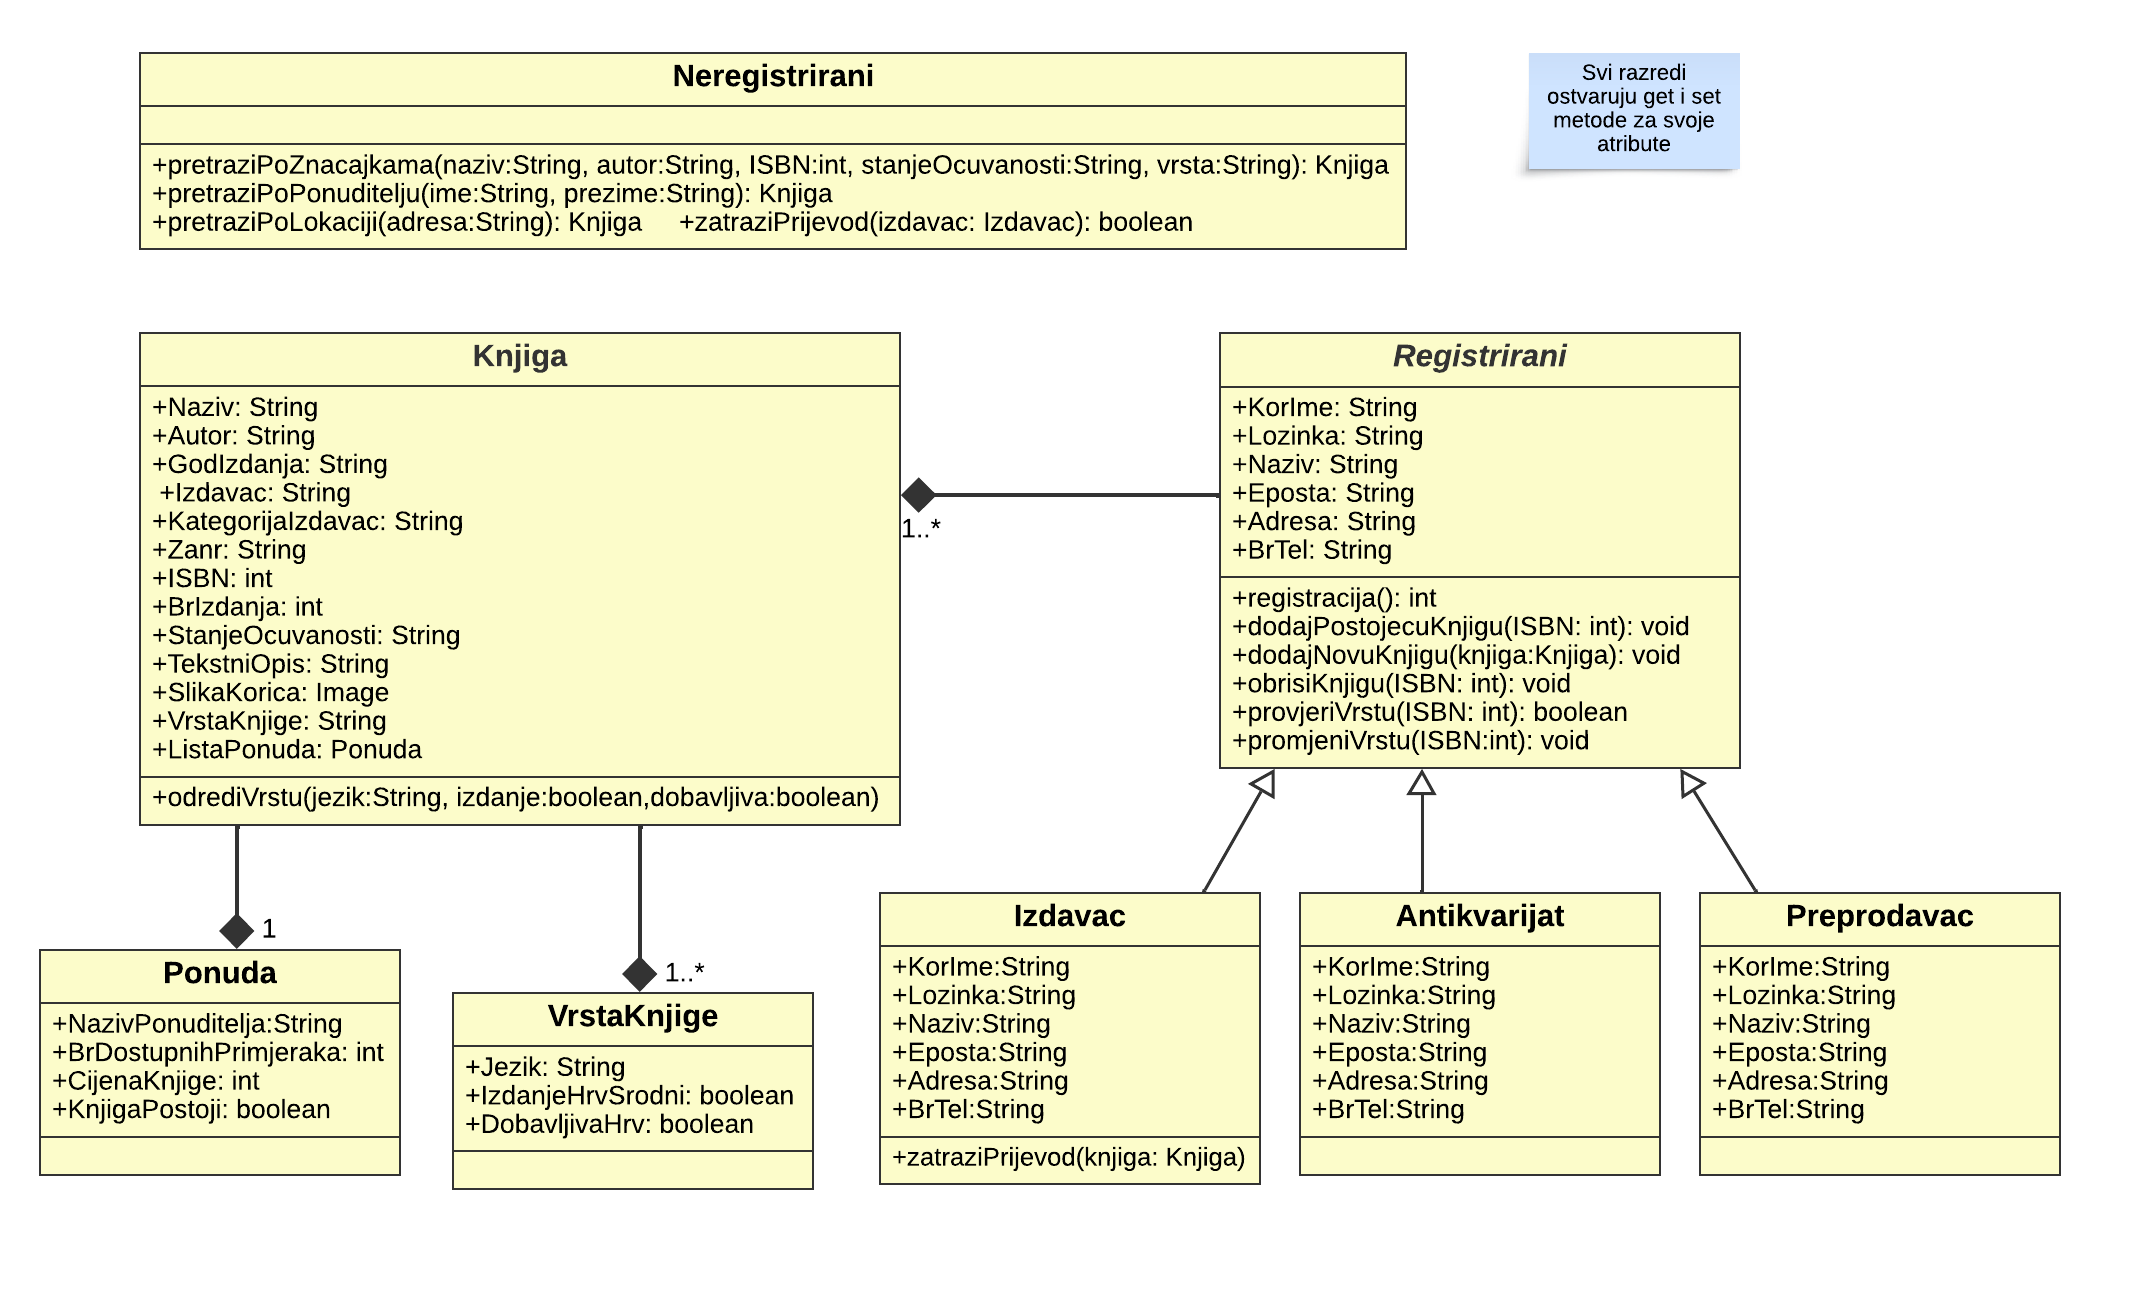 Neregistrirani
+pretraziPoZnacajkama(naziv:String, autor:String, ISBN:int, stanjeOcuvanosti:String, vrsta:String): Knjiga
+pretraziPoPonuditelju(ime:String, prezime:String): Knjiga
+pretraziPoLokaciji(adresa:String): Knjiga     +zatraziPrijevod(izdavac: Izdavac): boolean
Svi razredi
ostvaruju get i set
metode za svoje
atribute
Knjiga
+Naziv: String
+Autor: String
+GodIzdanja: String
+Izdavac: String
+KategorijaIzdavac: String
+Zanr: String
+ISBN: int
+BrIzdanja: int
+StanjeOcuvanosti: String
+TekstniOpis: String
+SlikaKorica: Image
+VrstaKnjige: String
+ListaPonuda: Ponuda
+odrediVrstu(jezik:String, izdanje:boolean,dobavljiva:boolean)
1..*
Registrirani
+KorIme: String
+Lozinka: String
+Naziv: String
+Eposta: String
+Adresa: String
+BrTel: String
+registracija(): int
+dodajPostojecuKnjigu(ISBN: int): void
+dodajNovuKnjigu(knjiga:Knjiga): void
+obrisiKnjigu(ISBN: int): void
+provjeriVrstu(ISBN: int): boolean
+promjeniVrstu(ISBN:int): void
1
Ponuda
+NazivPonuditelja:String
+BrDostupnihPrimjeraka: int
+CijenaKnjige: int
+KnjigaPostoji: boolean
1..*
VrstaKnjige
+Jezik: String
+IzdanjeHrvSrodni: boolean
+DobavljivaHrv: boolean
Izdavac
+KorIme:String
+Lozinka:String
+Naziv:String
+Eposta:String
+Adresa:String
+BrTel:String
+zatraziPrijevod(knjiga: Knjiga)
Antikvarijat
+KorIme:String
+Lozinka:String
+Naziv:String
+Eposta:String
+Adresa:String
+BrTel:String
Preprodavac
+KorIme:String
+Lozinka:String
+Naziv:String
+Eposta:String
+Adresa:String
+BrTel:String